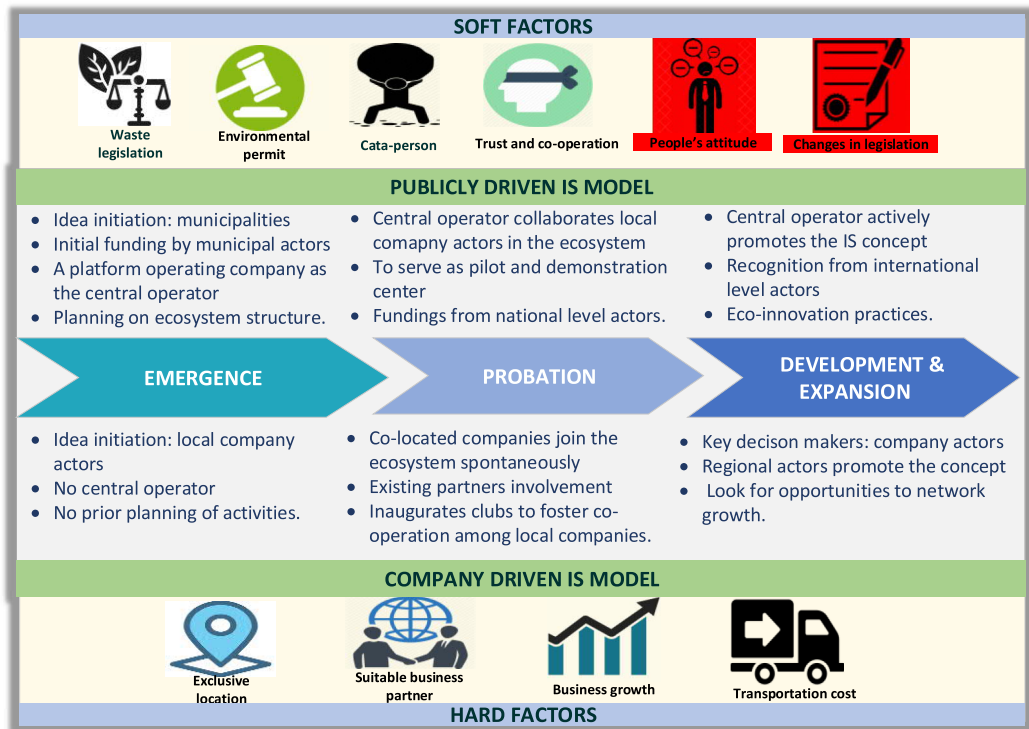 SOFT FACTORS
Waste
legislation
Environmental
permit
Cata-person
Trust and co-operation
People's attitude
Changes in legislation
PUBLICLY DRIVEN IS MODEL
• Idea initiation: municipalities
• Initial funding by municipal actors
• A platform operating company as
the central operator
• Planning on ecosystem structure.
• Central operator collaborates local
comapny actors in the ecosystem
• To serve as pilot and demonstration
center
• Fundings from national level actors.
• Central operator actively
promotes the IS concept
• Recognition from international
level actors
• Eco-innovation practices.
EMERGENCE
PROBATION
DEVELOPMENT &
EXPANSION
• Idea initiation: local company
actors
• No central operator
• No prior planning of activities.
• Co-located companies join the
ecosystem spontaneously
• Existing partners involvement
• Inaugurates clubs to foster co-
operation among local companies.
• Key decison makers: company actors
• Regional actors promote the concept
• Look for opportunities to network
growth.
COMPANY DRIVEN IS MODEL
Exclusive
location
Suitable business
partner
Business growth
Transportation cost
HARD FACTORS